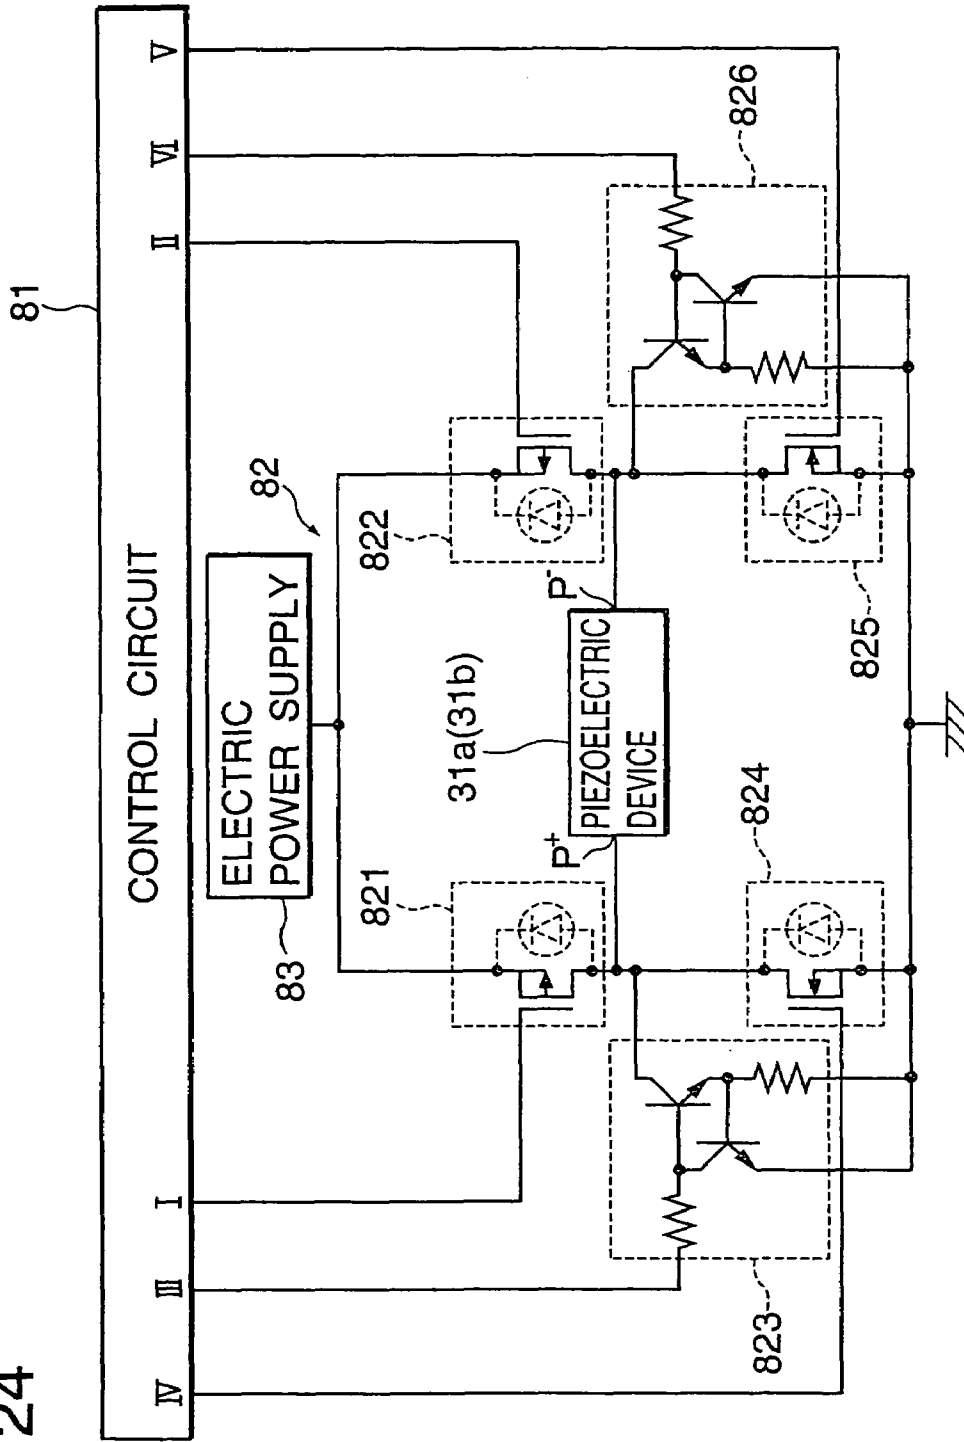 24
81
CONTROL CIRCUIT
IV
III
I
II
VI
V
83
ELECTRIC
POWER SUPPLY
82
821
822
31a(31b)
P+
PIEZOELECTRIC
DEVICE
P-
823
824
825
826